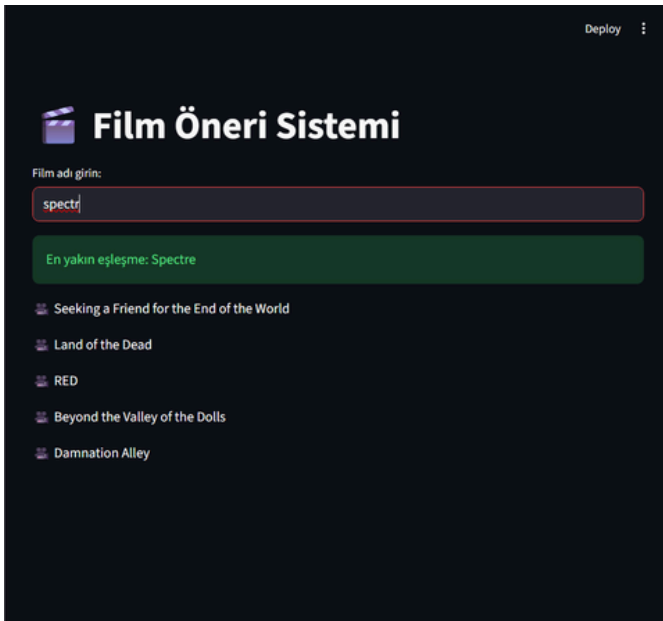 Deploy
Film Öneri Sistemi
Film adı girin:
spectr
En yakın eşleşme: Spectre
Seeking a Friend for the End of the World
Land of the Dead
RED
Beyond the Valley of the Dolls
Damnation Alley